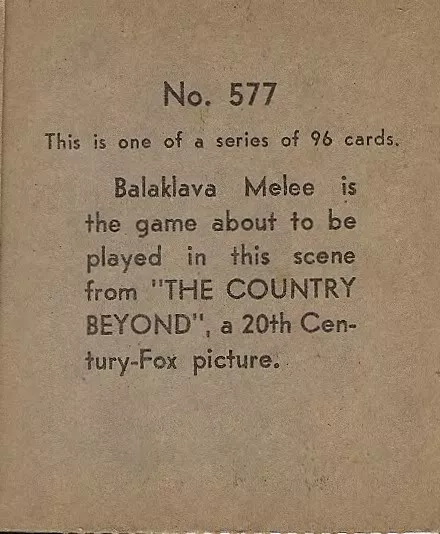 No. 577
This is one of a series of 96 cards.
Balaklava Melee is
the game about to be
played in this scene
from "THE COUNTRY
BEYOND", a 20th Cen-
tury-Fox picture.